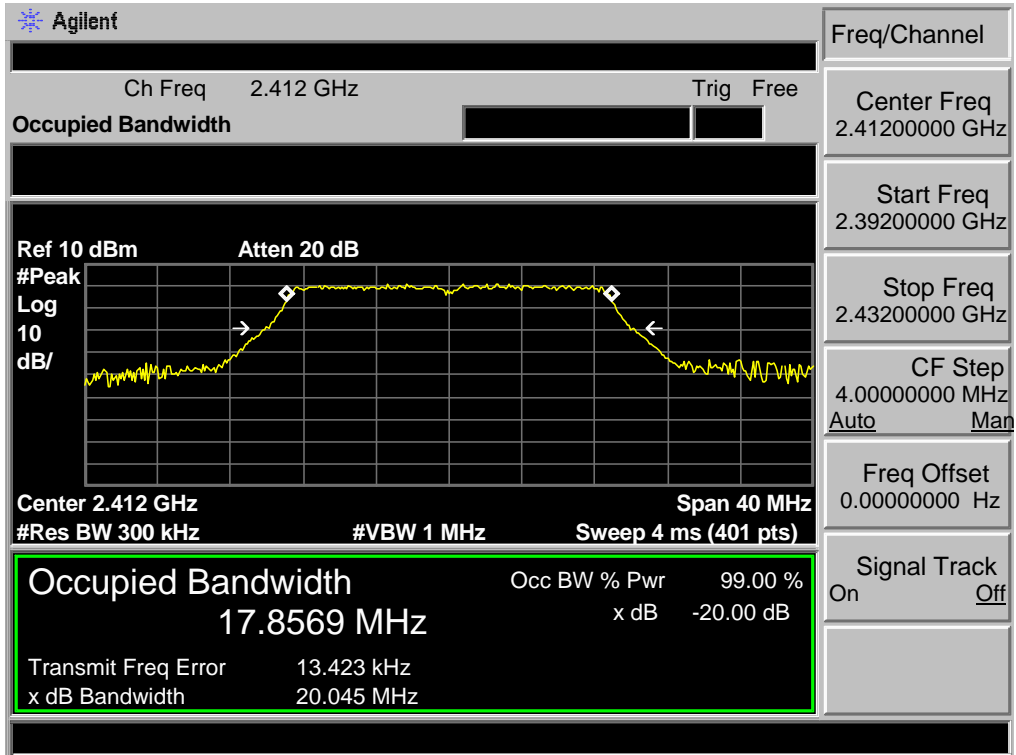 Agilent
Freq/Channel
Ch Freq 2.412 GHz Trig Free
Occupied Bandwidth
Center Freq
2.41200000 GHz
Start Freq
2.39200000 GHz
Stop Freq
2.43200000 GHz
CF Step
4.00000000 MHz
Auto Man
Freq Offset
0.00000000 Hz
Signal Track
On Off
Ref 10 dBm Atten 20 dB
#Peak
Log
10
dB/
Center 2.412 GHz Span 40 MHz
#Res BW 300 kHz #VBW 1 MHz Sweep 4 ms (401 pts)
Occupied Bandwidth Occ BW % Pwr 99.00 %
17.8569 MHz x dB -20.00 dB
Transmit Freq Error 13.423 kHz
x dB Bandwidth 20.045 MHz